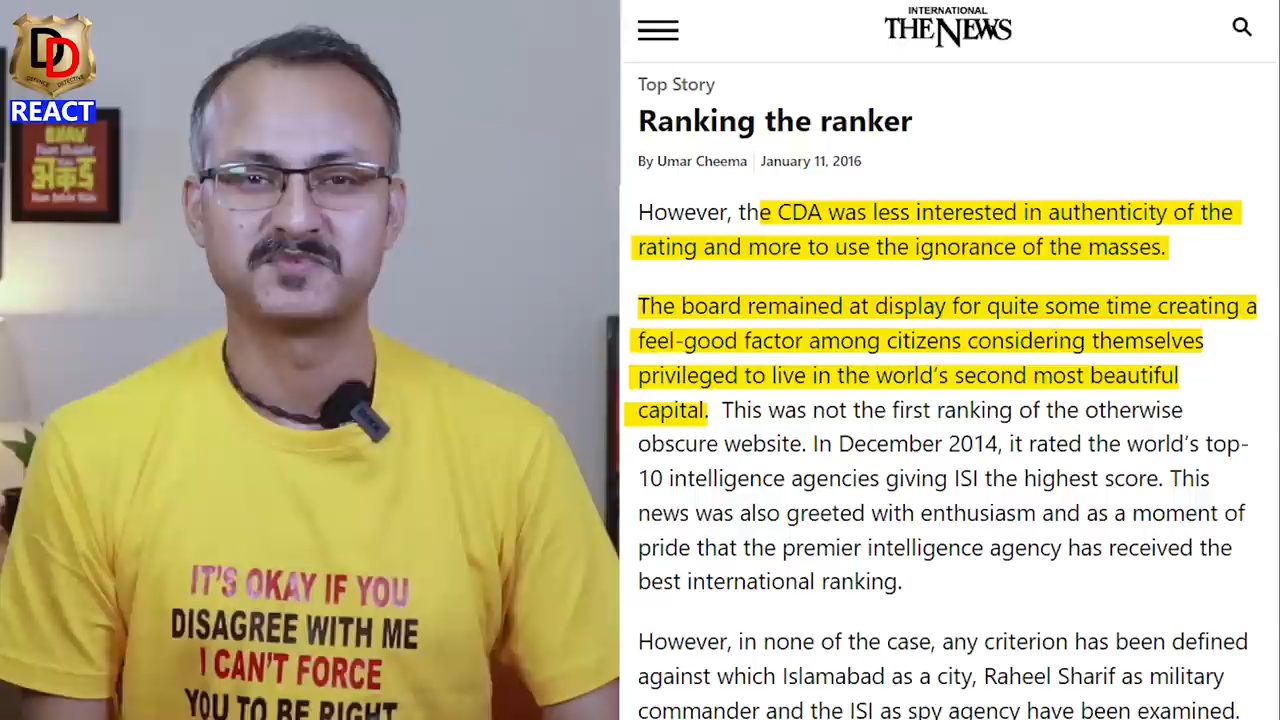 DD
DEFENCE DETECTIVE
REACT
अकड़
IT'S OKAY IF YOU
DISAGREE WITH ME
I CAN'T FORCE
YOU TO BE RIGHT
INTERNATIONAL
THE NEWS
Top Story
Ranking the ranker
By Umar Cheema January 11, 2016
However, the CDA was less interested in authenticity of the
rating and more to use the ignorance of the masses.
The board remained at display for quite some time creating a
feel-good factor among citizens considering themselves
privileged to live in the world's second most beautiful
capital. This was not the first ranking of the otherwise
obscure website. In December 2014, it rated the world's top-
10 intelligence agencies giving ISI the highest score. This
news was also greeted with enthusiasm and as a moment of
pride that the premier intelligence agency has received the
best international ranking.
However, in none of the case, any criterion has been defined
against which Islamabad as a city, Raheel Sharif as military
commander and the ISI as spy agency have been examined.